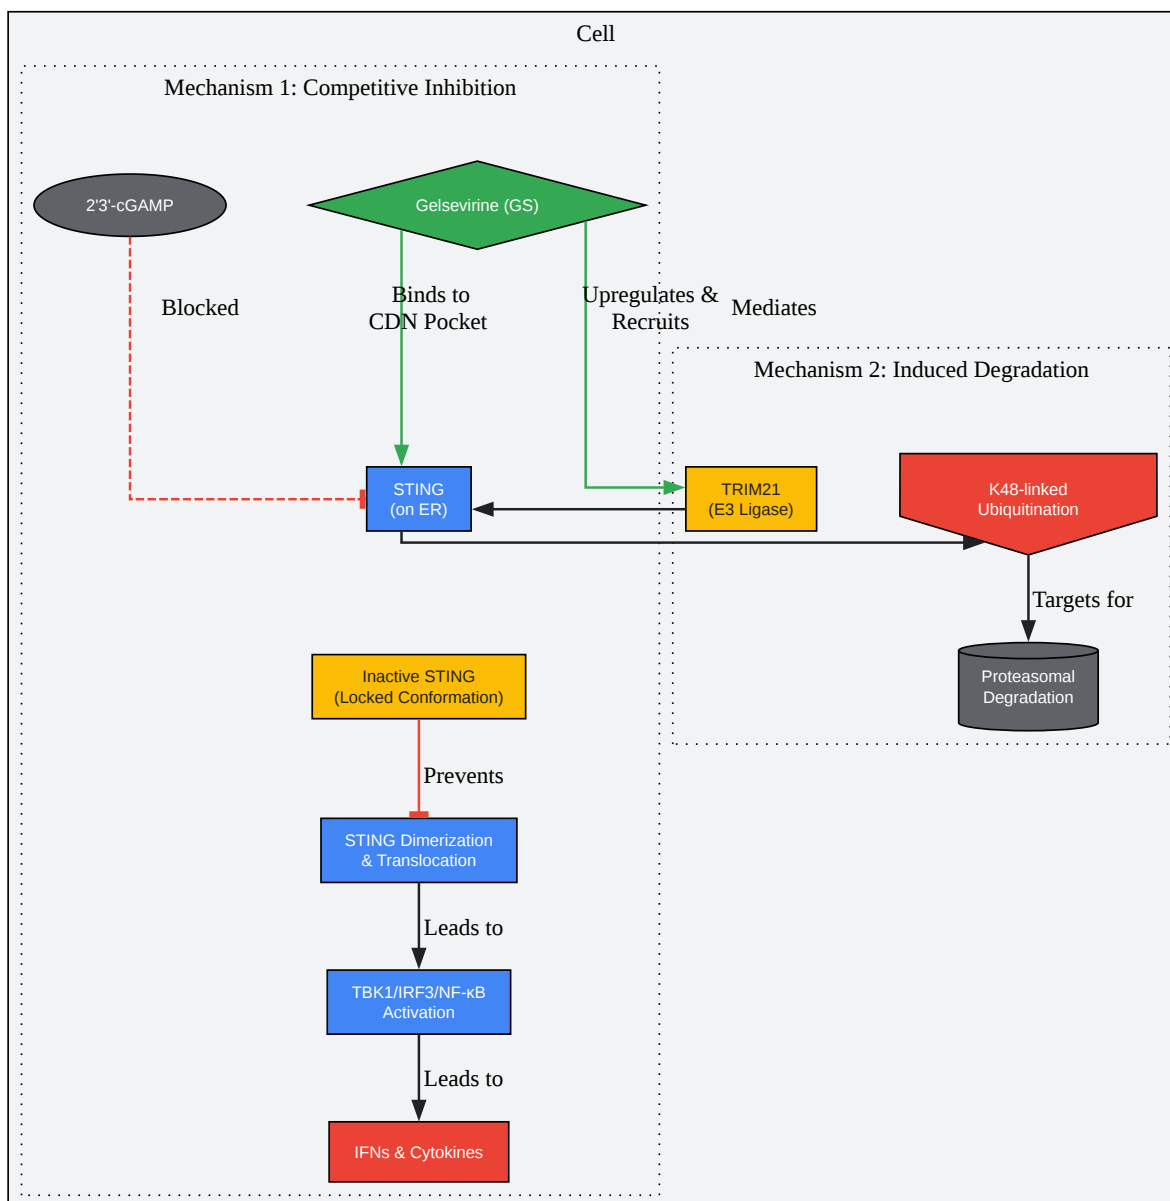 Cell
Mechanism 1: Competitive Inhibition
2'3'-cGAMP
Gelsevirine (GS)
Blocked
Binds to
CDN Pocket
Upregulates &
Recruits
Mediates
Mechanism 2: Induced Degradation
STING
(on ER)
TRIM21
(E3 Ligase)
K48-linked
Ubiquitination
Targets for
Proteasomal
Degradation
Inactive STING
(Locked Conformation)
Prevents
STING Dimerization
& Translocation
Leads to
TBK1/IRF3/NF-κB
Activation
Leads to
IFNs & Cytokines